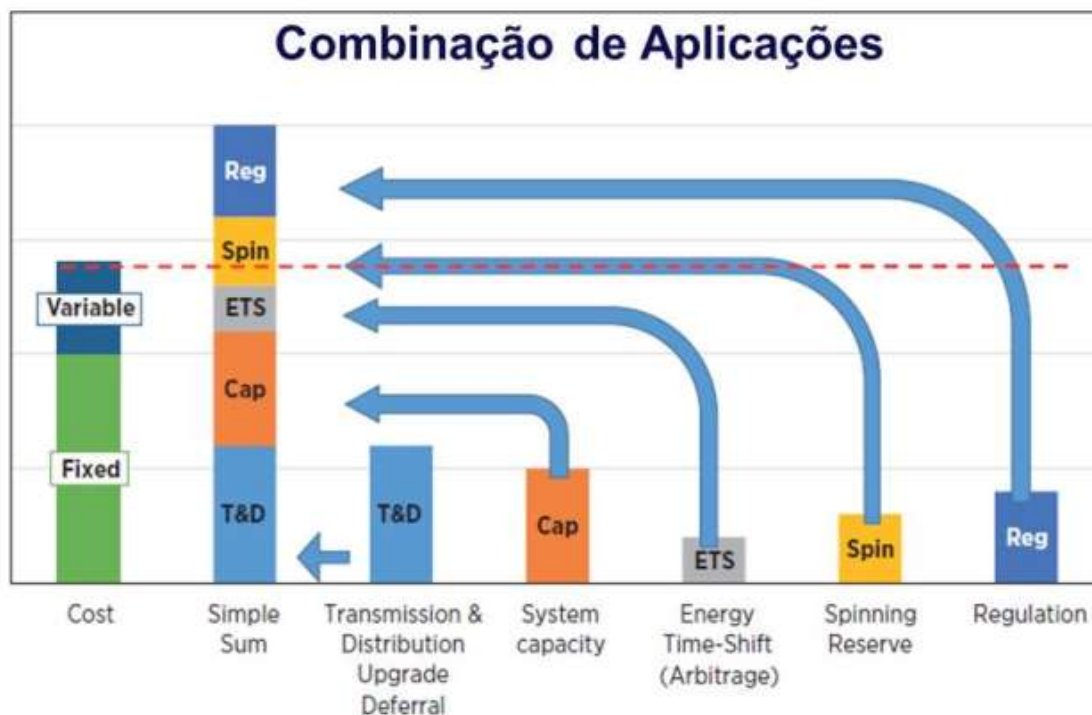 Combinação de Aplicações
Reg
Spin
ETS
Cap
T&D
Variable
Fixed
T&D
Cap
ETS
Spin
Reg
Cost
Simple
Sum
Transmission &
Distribution
Upgrade
Deferral
System
capacity
Energy
Time-Shift
(Arbitrage)
Spinning
Reserve
Regulation